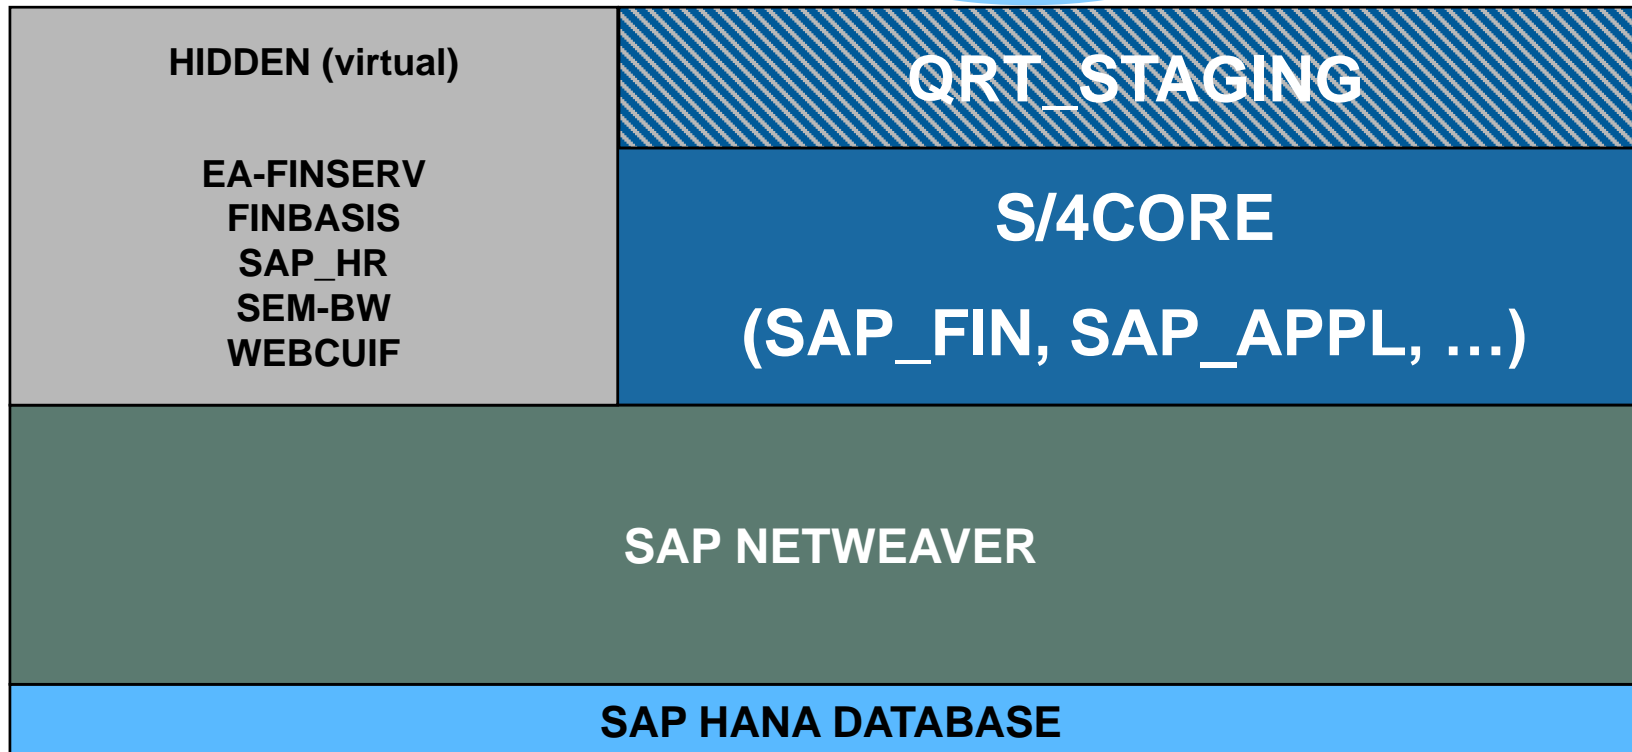 HIDDEN (virtual)
EA-FINSERV
FINBASIS
SAP_HR
SEM-BW
WEBCUIF
QRT_STAGING
S/4CORE
(SAP_FIN, SAP_APPL, …)
SAP NETWEAVER
SAP HANA DATABASE